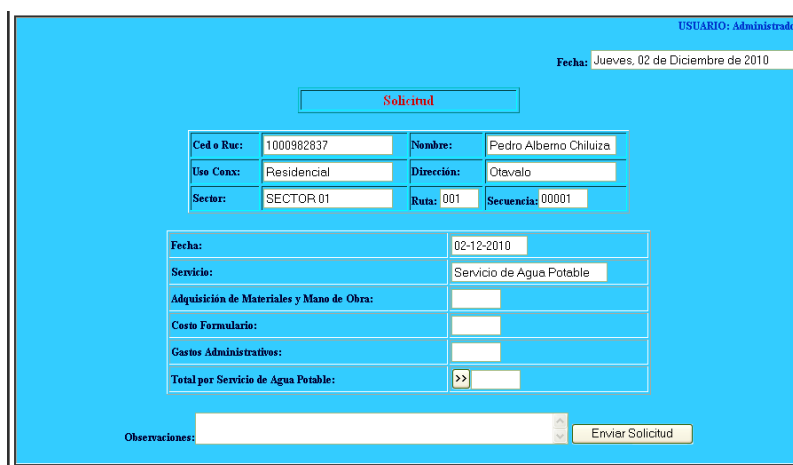 USUARIO: Administrado
Fecha: Jueves, 02 de Diciembre de 2010
Solicitud
Ced o Ruc: 1000982837 Nombre: Pedro Alberno Chiluiza
Uso Conx: Residencial Dirección: Otavalo
Sector: SECTOR 01 Ruta: 001 Secuencia: 00001
Fecha: 02-12-2010
Servicio: Servicio de Agua Potable
Adquisición de Materiales y Mano de Obra:
Costo Formulario:
Gastos Administrativos:
Total por Servicio de Agua Potable: >>
Observaciones: Enviar Solicitud